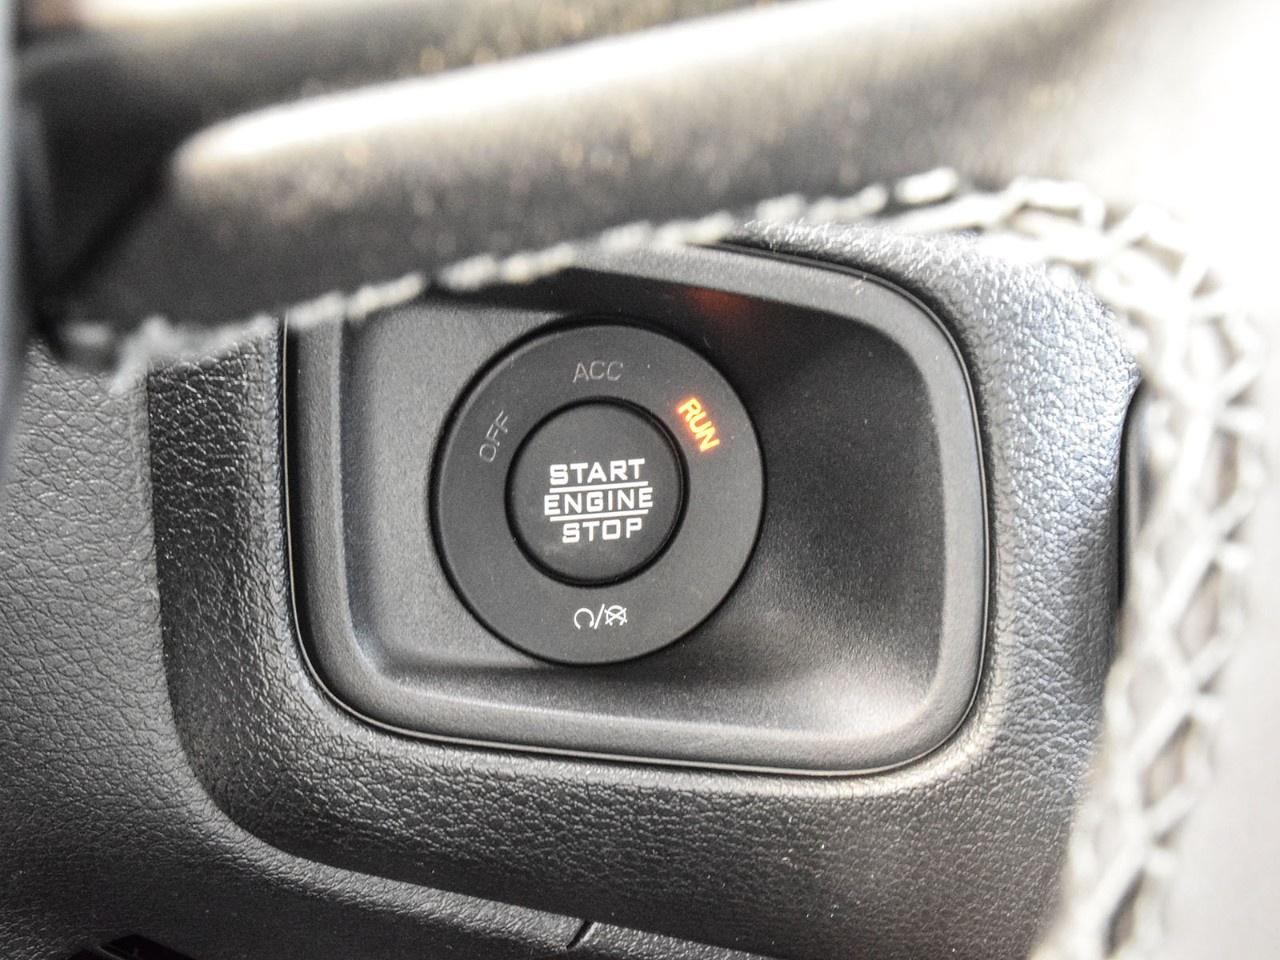 ACC
OFF
RUN
START
ENGINE
STOP